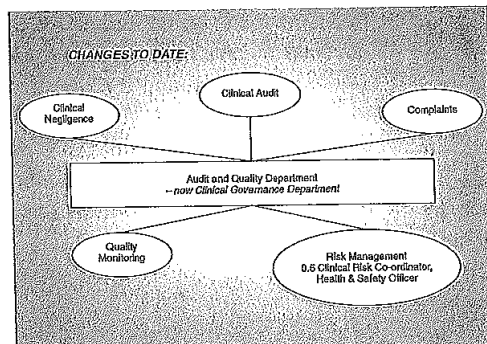 CHANGES TO DATE:
Clinical Audit
Clinical
Negligence
Complaints
Audit and Quality Department
– now Clinical Governance Department
Quality
Monitoring
Risk Management
0.5 Clinical Risk Co-ordinator,
Health & Safety Officer